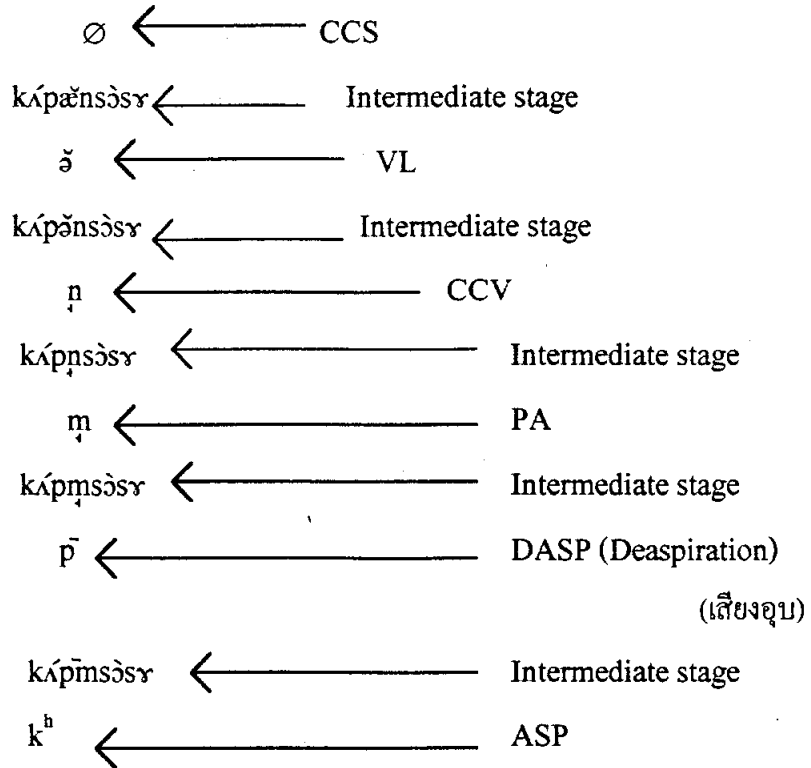 ∅ ← CCS
kʌ́pæ̆nsɔ̀sɤ ← Intermediate stage
ə̆ ← VL
kʌ́pə̆nsɔ̀sɤ ← Intermediate stage
n̩ ← CCV
kʌ́pn̩sɔ̀sɤ ← Intermediate stage
m̩ ← PA
kʌ́pm̩sɔ̀sɤ ← Intermediate stage
p̄ ← DASP (Deaspiration)
(เสียงอุบ)
kʌ́p̄msɔ̀sɤ ← Intermediate stage
kʰ ← ASP